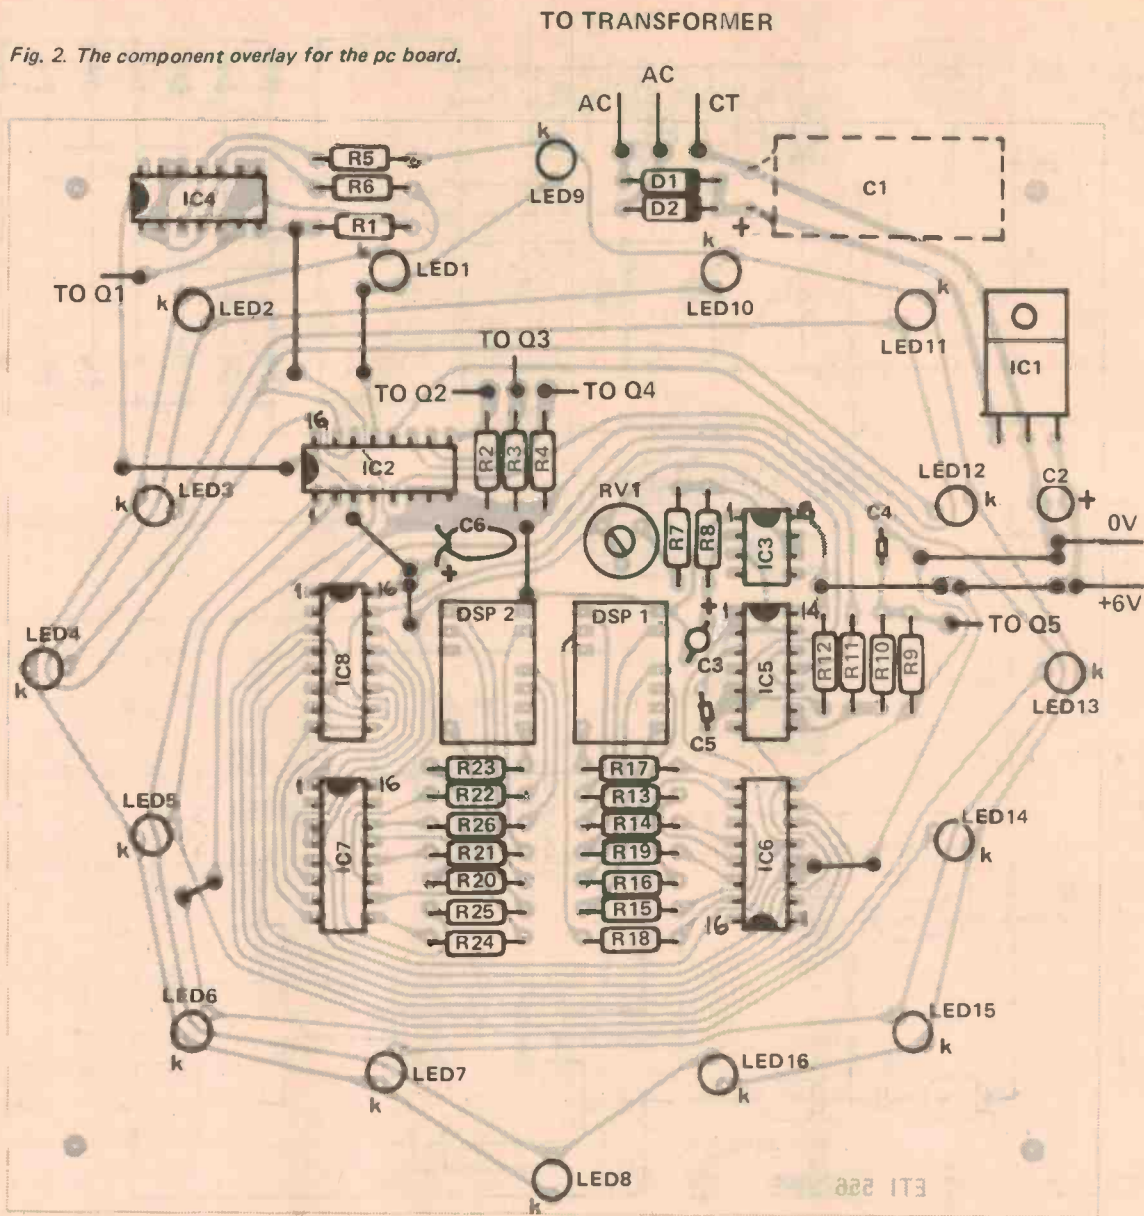 TO TRANSFORMER
Fig. 2. The component overlay for the pc board.
AC
AC CT
k
R5
R6
IC4
R1
LED9
D1
D2
C1
+
k
k
LED1
TO Q1
k
LED2
LED10
k
LED11
IC1
TO Q3
TO Q2
TO Q4
16
IC2
R2
R3
R4
LED3
k
RV1
LED12
k
C2
+
0V
C6
+
R7
R8
1
8
IC3
C4
+6V
1
16
DSP 2
DSP 1
+
1
14
TO Q5
LED4
k
IC8
C3
IC5
R12
R11
R10
R9
k
LED13
C5
R23
R17
1
16
R22
R13
LED5
k
R26
R14
LED14
k
IC7
R21
R19
IC6
R20
R16
R25
R15
16
R24
R18
LED6
k
LED15
k
LED7
k
LED16
k
LED8
k
ETI 556